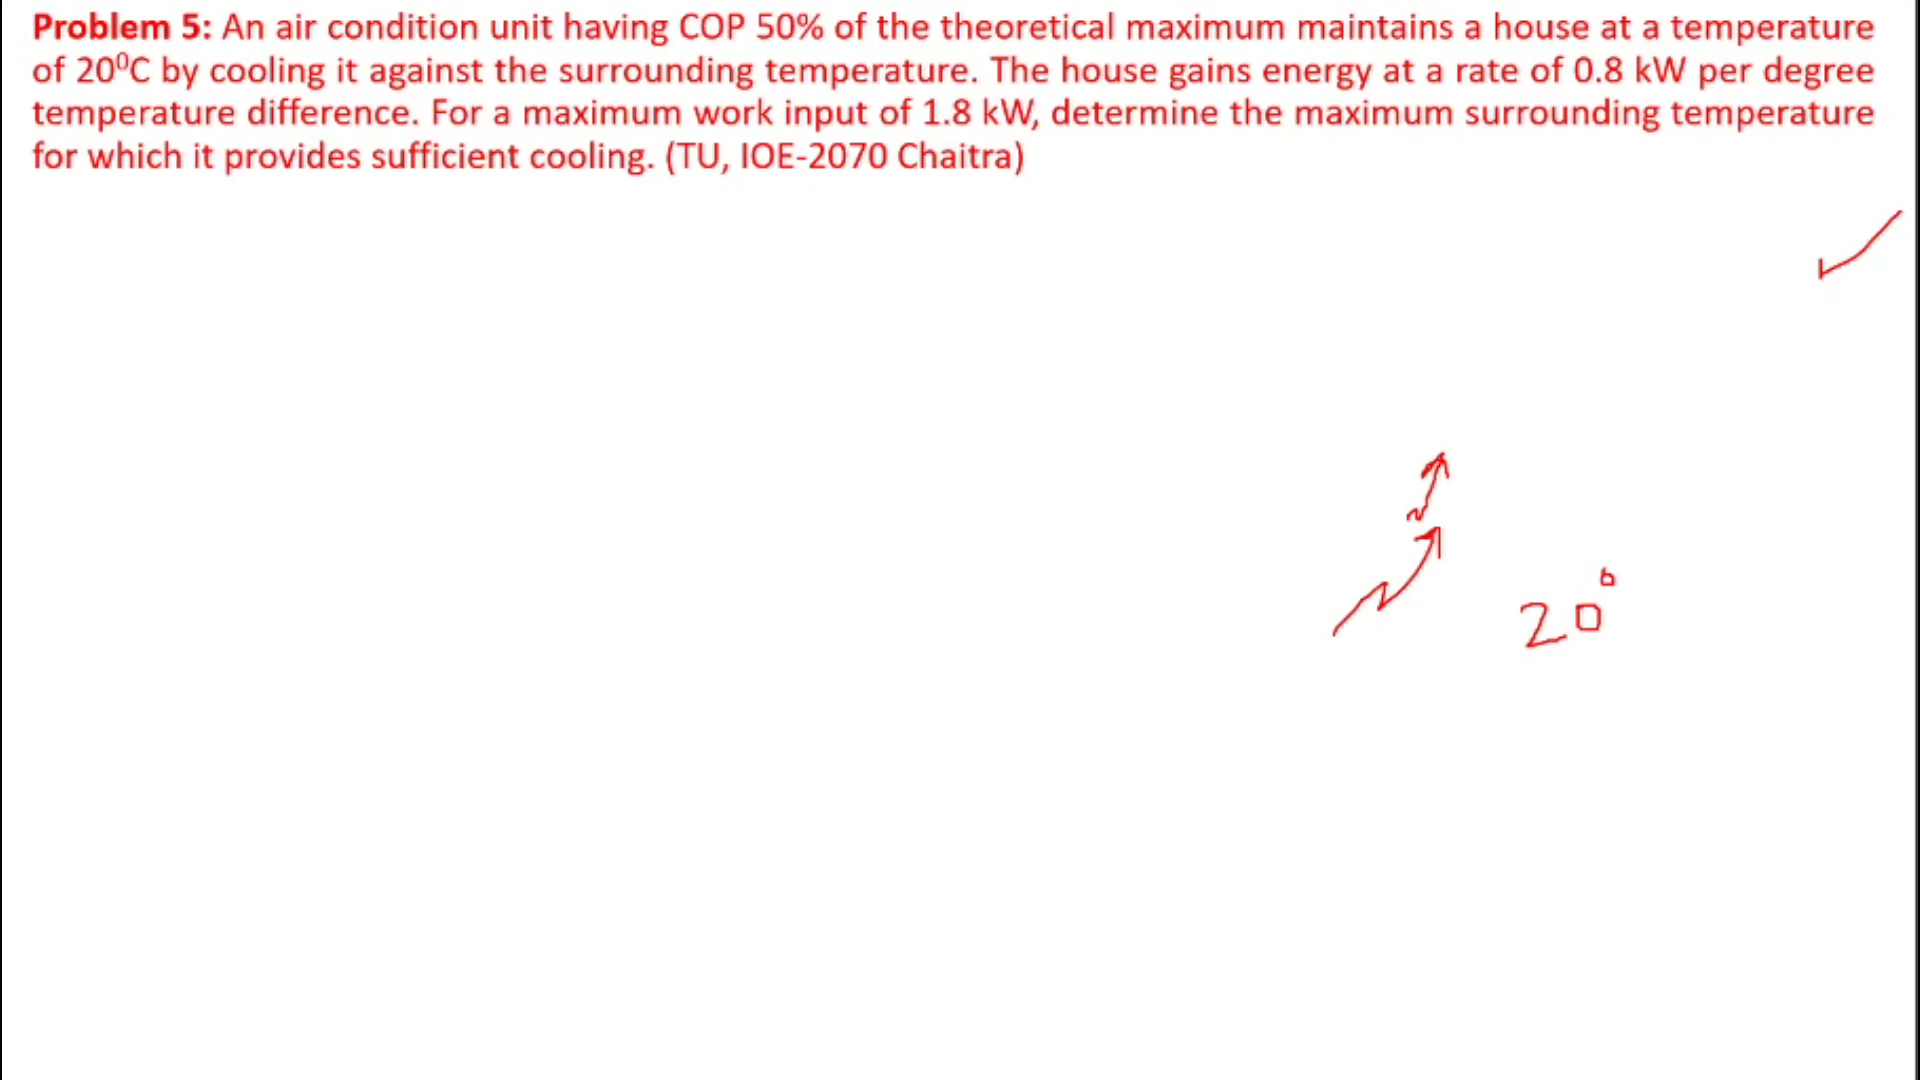 Problem 5: An air condition unit having COP 50% of the theoretical maximum maintains a house at a temperature
of 20⁰C by cooling it against the surrounding temperature. The house gains energy at a rate of 0.8 kW per degree
temperature difference. For a maximum work input of 1.8 kW, determine the maximum surrounding temperature
for which it provides sufficient cooling. (TU, IOE-2070 Chaitra)
20°